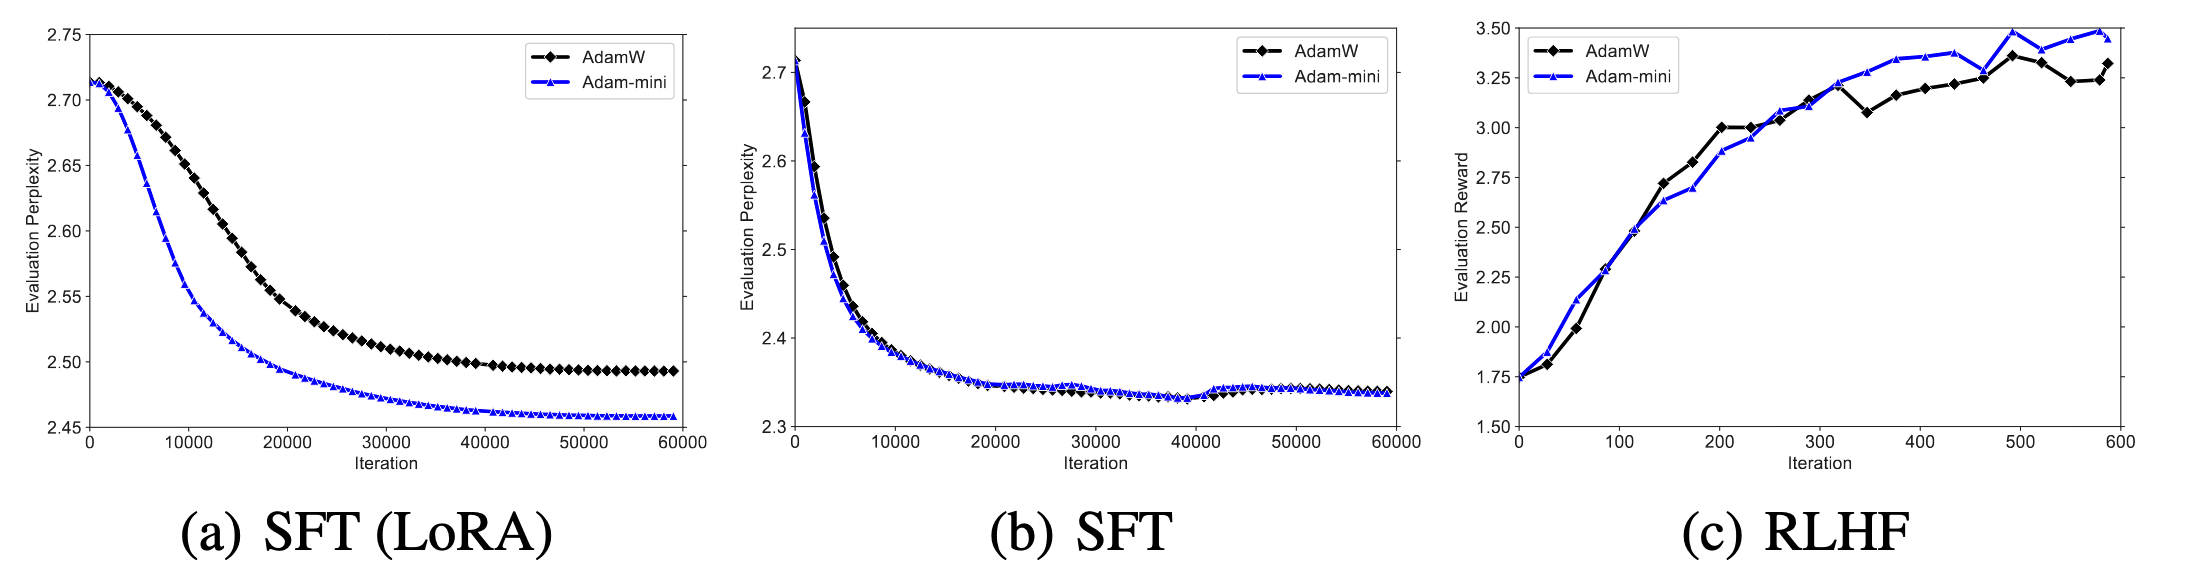 2.75
2.70
2.65
2.60
2.55
2.50
2.45
Evaluation Perplexity
AdamW
Adam-mini
0 10000 20000 30000 40000 50000 60000
Iteration
(a) SFT (LoRA)
2.7
2.6
2.5
2.4
2.3
Evaluation Perplexity
AdamW
Adam-mini
0 10000 20000 30000 40000 50000 60000
Iteration
(b) SFT
3.50
3.25
3.00
2.75
2.50
2.25
2.00
1.75
1.50
Evaluation Reward
AdamW
Adam-mini
0 100 200 300 400 500 600
Iteration
(c) RLHF